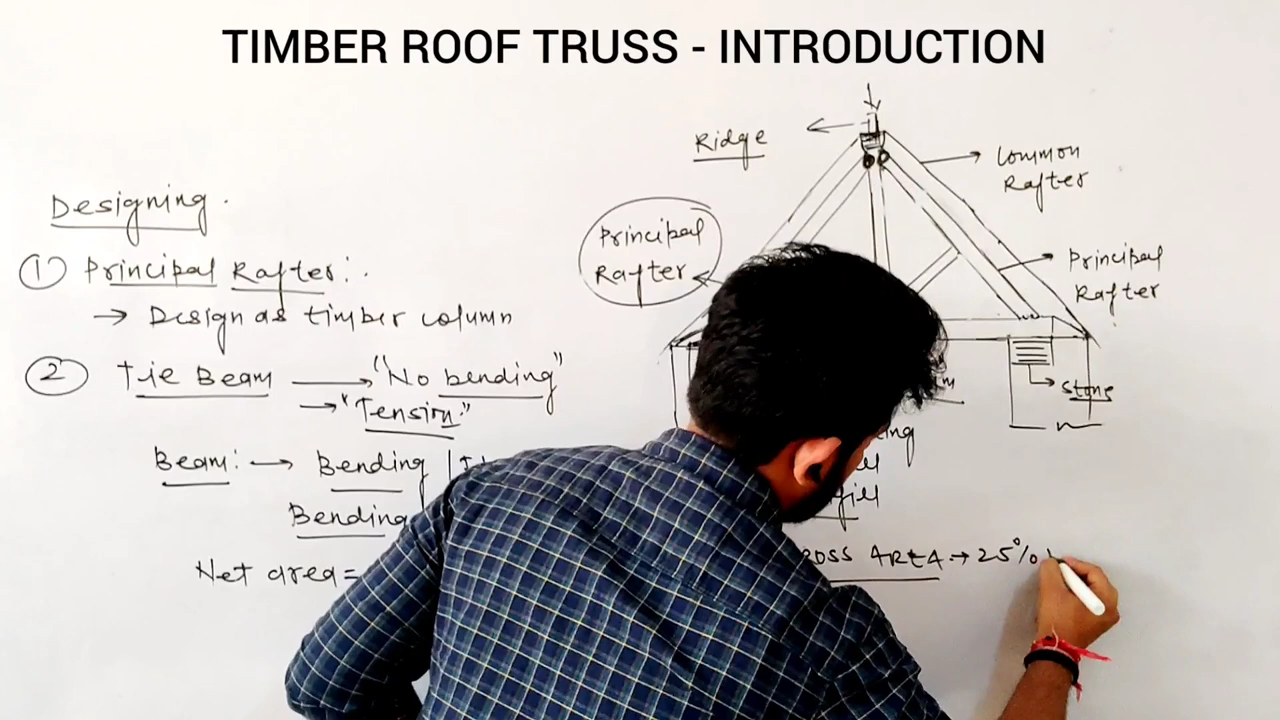 TIMBER ROOF TRUSS - INTRODUCTION
Ridge
Common
Rafter
Designing.
① Principal Rafter:.
→ Design as timber column
Principal
Rafter
Principal
Rafter
② Tie Beam → "No bending"
→ "Tension"
Stone
Beam: → Bending
Bending
Net area =
AREA → 25%